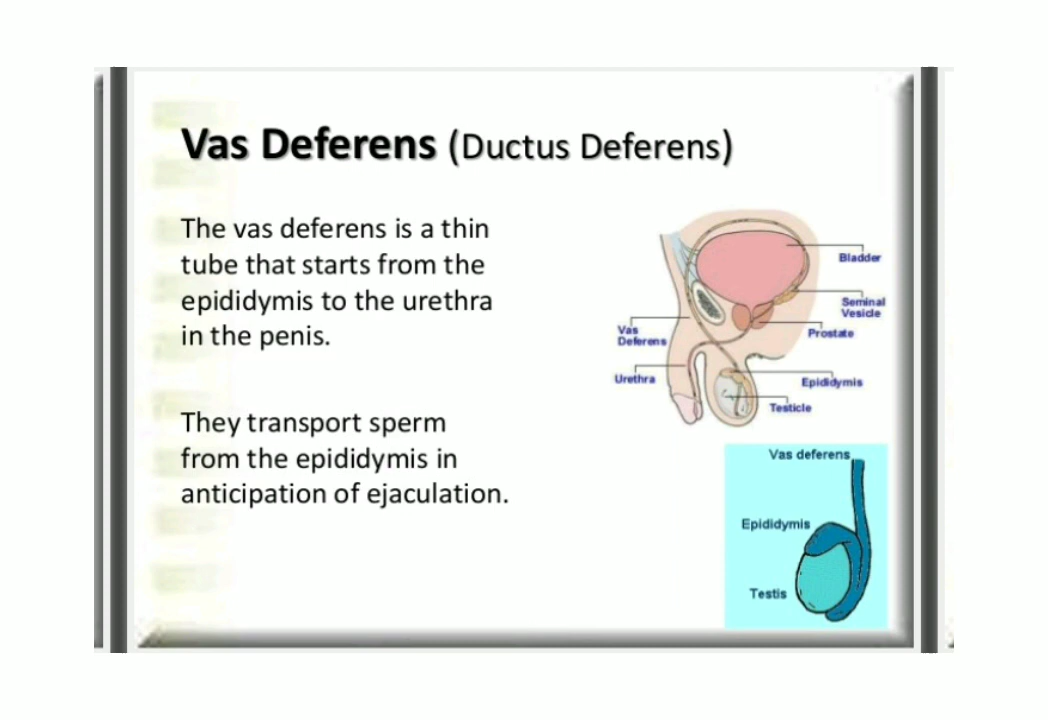 Vas Deferens (Ductus Deferens)
The vas deferens is a thin
tube that starts from the
epididymis to the urethra
in the penis.
They transport sperm
from the epididymis in
anticipation of ejaculation.
Bladder
Seminal
Vesicle
Prostate
Vas
Deferens
Urethra
Epididymis
Testicle
Vas deferens
Epididymis
Testis